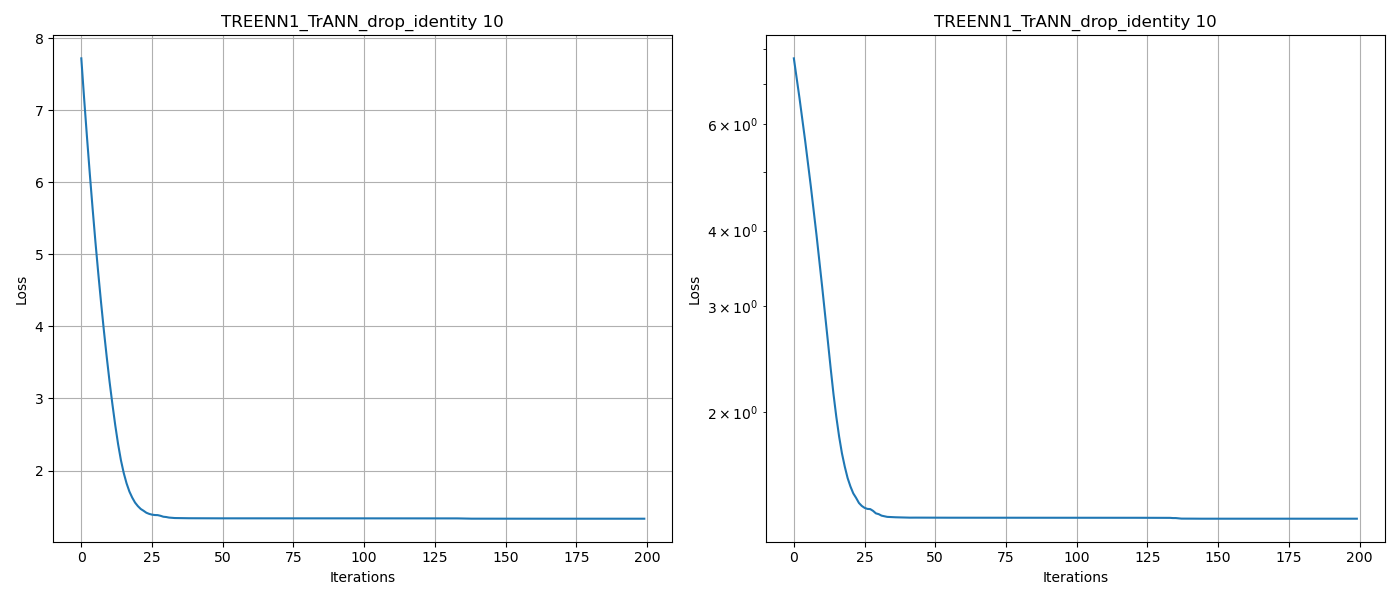 TREENN1_TrANN_drop_identity 10
8
7
6
5
4
3
2
Loss
0 25 50 75 100 125 150 175 200
Iterations
TREENN1_TrANN_drop_identity 10
6 × 10⁰
4 × 10⁰
3 × 10⁰
2 × 10⁰
Loss
0 25 50 75 100 125 150 175 200
Iterations